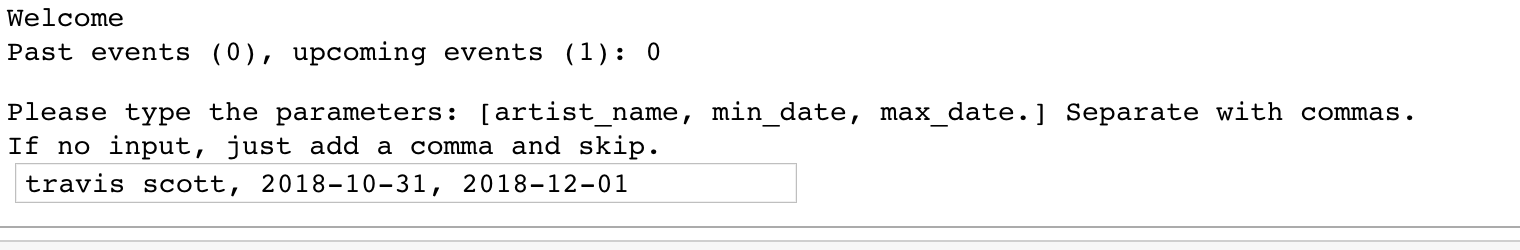 Welcome
Past events (0), upcoming events (1): 0
Please type the parameters: [artist_name, min_date, max_date.] Separate with commas.
If no input, just add a comma and skip.
travis scott, 2018-10-31, 2018-12-01